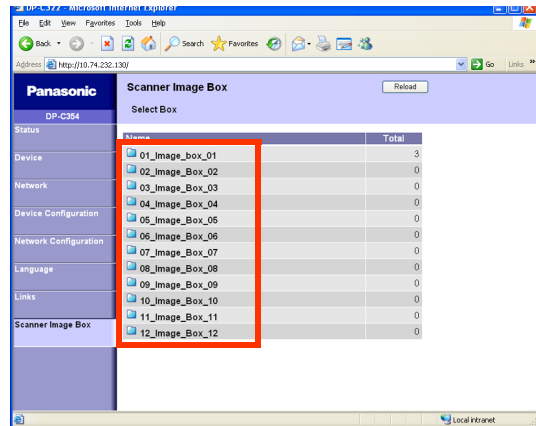 DP-C322 - Microsoft Internet Explorer
File Edit View Favorites Tools Help
Back Search Favorites
Address http://10.74.232.130/ Go Links »
Panasonic
DP-C354
Scanner Image Box Reload
Select Box
Status
Device
Network
Device Configuration
Network Configuration
Language
Links
Scanner Image Box
Name Total
01_Image_box_01 3
02_Image_Box_02 0
03_Image_Box_03 0
04_Image_Box_04 0
05_Image_Box_05 0
06_Image_Box_06 0
07_Image_Box_07 0
08_Image_Box_08 0
09_Image_Box_09 0
10_Image_Box_10 0
11_Image_Box_11 0
12_Image_Box_12 0
Local intranet